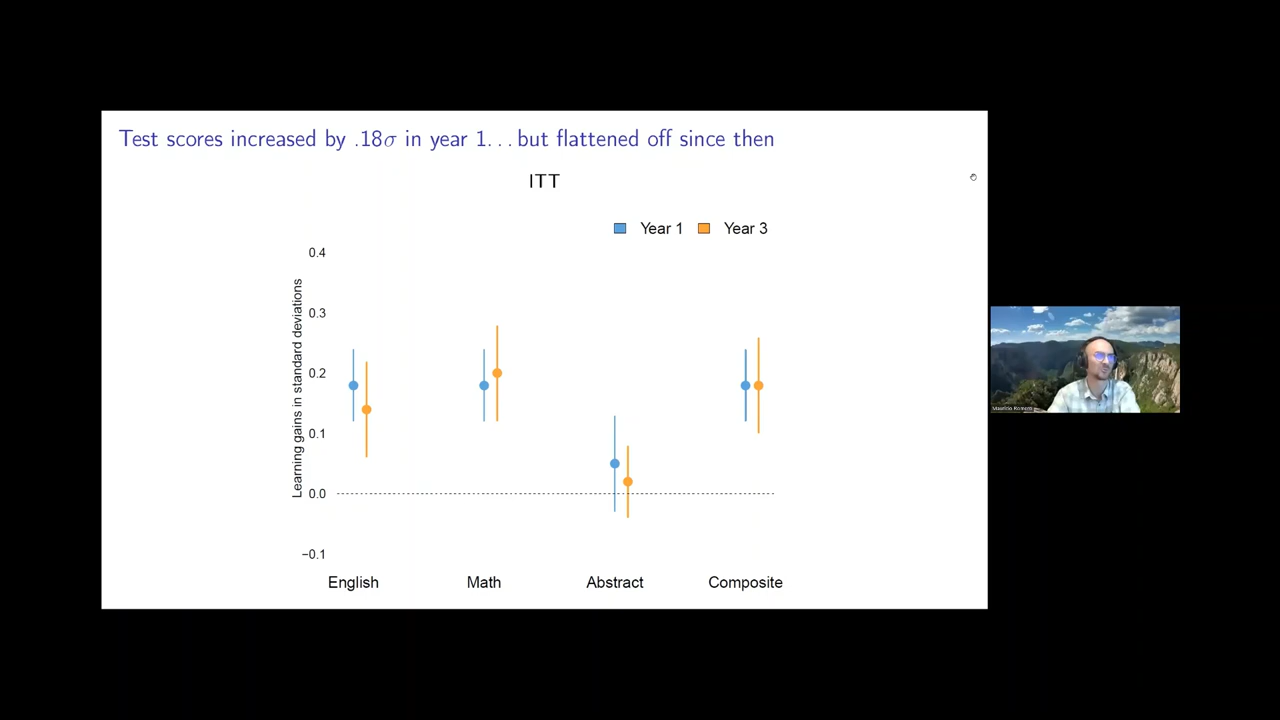 Test scores increased by .18σ in year 1. . . but flattened off since then
ITT
Year 1 Year 3
Learning gains in standard deviations
0.4
0.3
0.2
0.1
0.0
−0.1
English Math Abstract Composite
Mauricio Romero